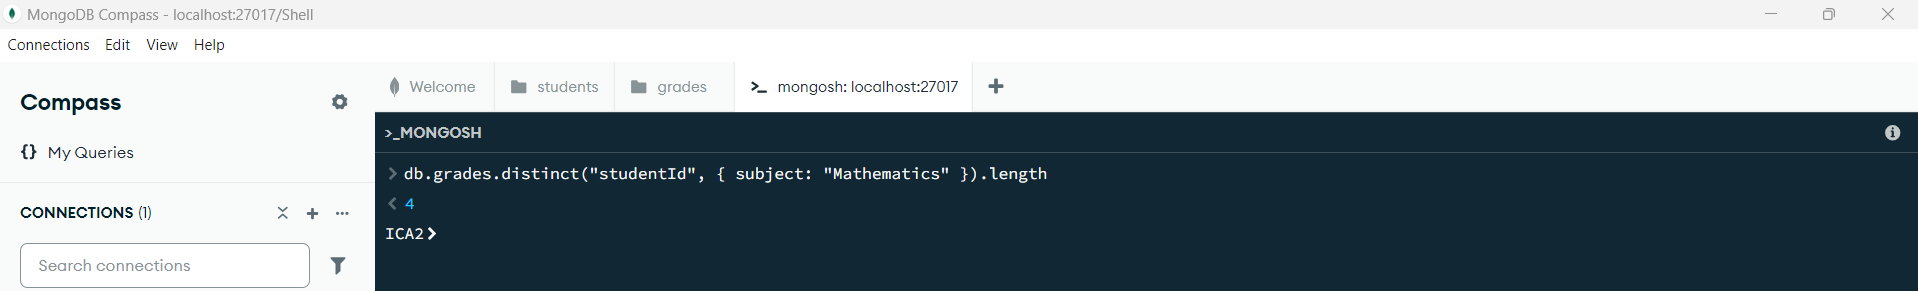 MongoDB Compass - localhost:27017/Shell
Connections Edit View Help
Compass
{} My Queries
CONNECTIONS (1)
Search connections
Welcome students grades >_ mongosh: localhost:27017
>_MONGOSH
> db.grades.distinct("studentId", { subject: "Mathematics" }).length
< 4
ICA2>